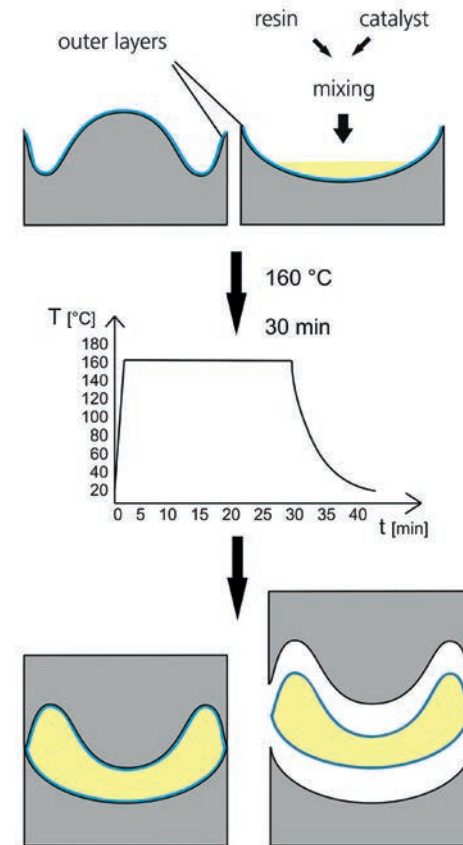 resin catalyst
outer layers
mixing
160 °C
30 min
T [°C]
180
160
140
120
100
80
60
40
20
0 5 10 15 20 25 30 35 40
t [min]